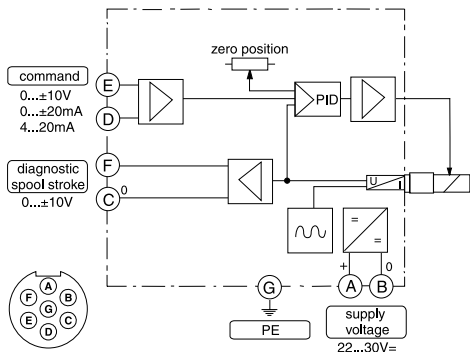 zero position
command
0...±10V
0...±20mA
4...20mA
E
D
PID
diagnostic
spool stroke
0...±10V
F
C
0
U
I
=
=
+
0
A
B
G
PE
supply
voltage
22...30V=
A
F
B
G
E
C
D